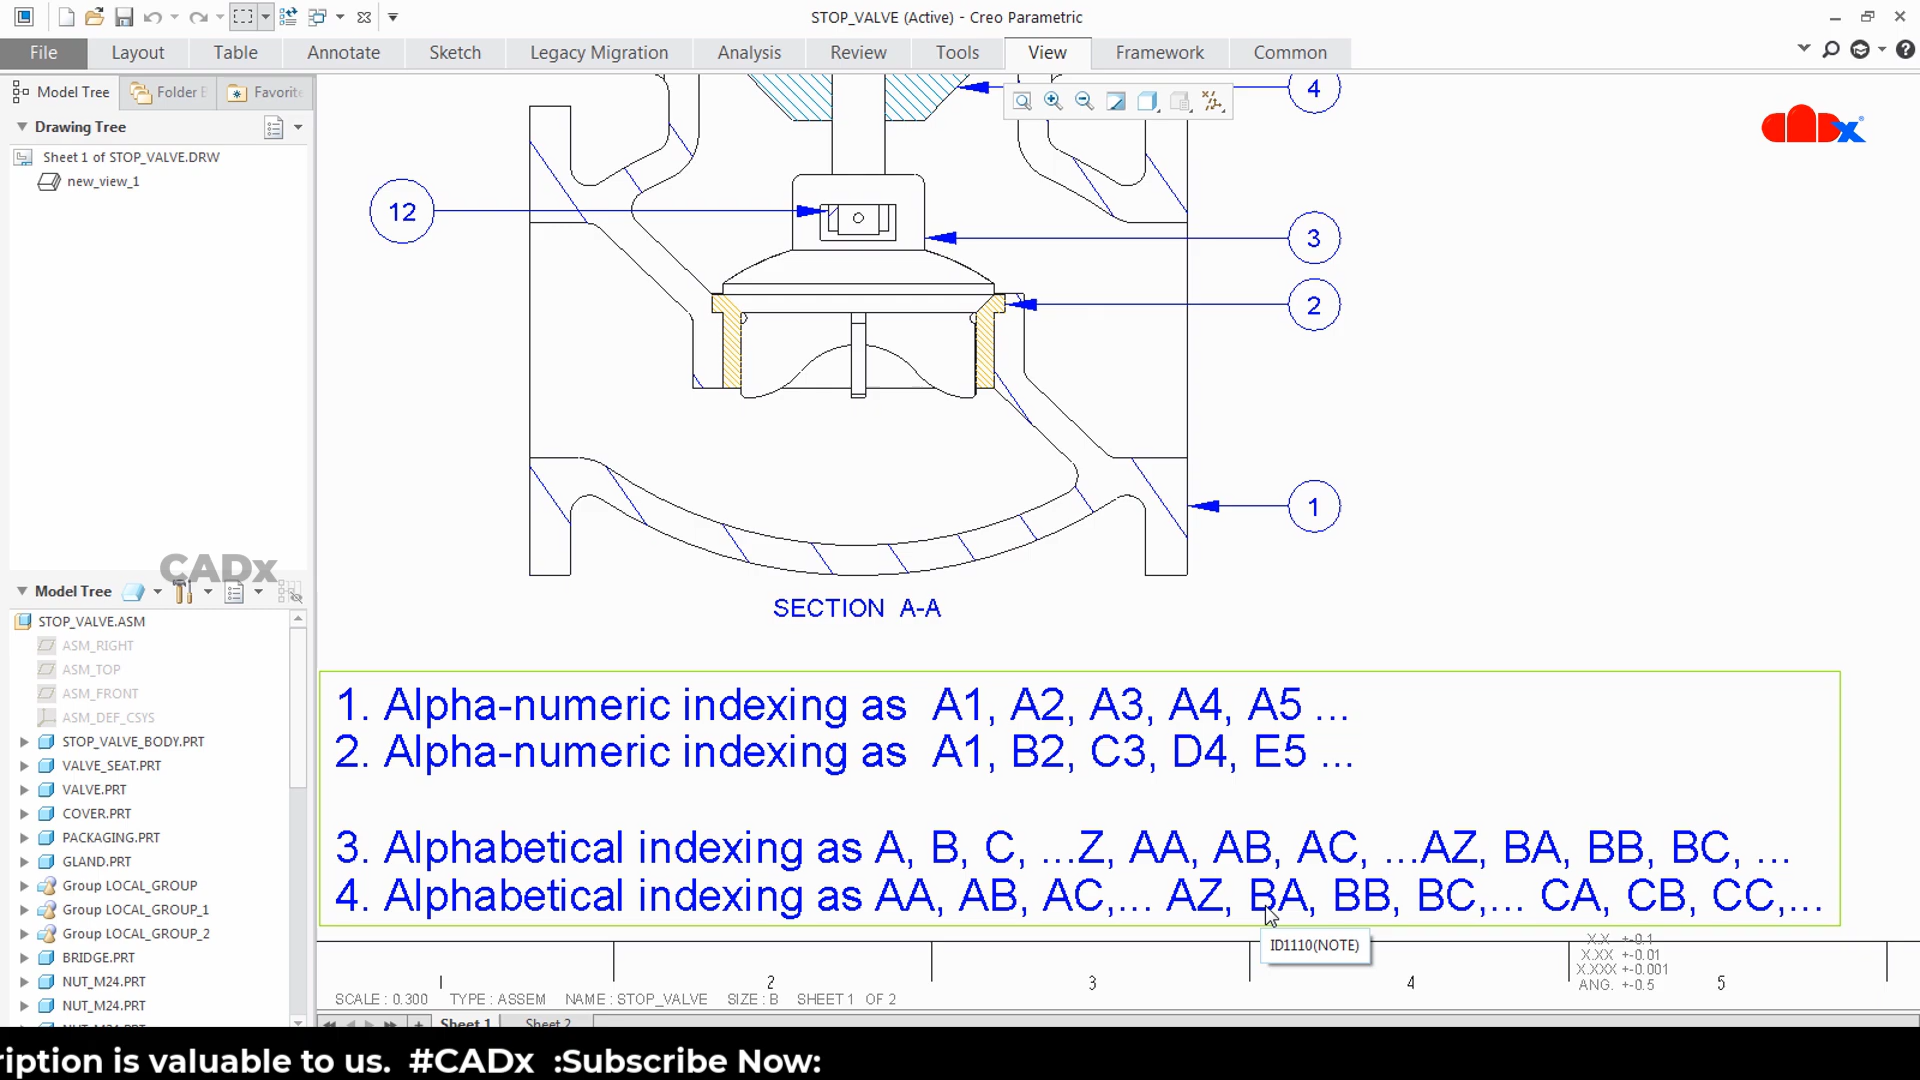 STOP_VALVE (Active) - Creo Parametric
File Layout Table Annotate Sketch Legacy Migration Analysis Review Tools View Framework Common
Model Tree Folder B Favorite
Drawing Tree
Sheet 1 of STOP_VALVE.DRW
new_view_1
4
CADx
12
3
2
1
SECTION A-A
CADx
Model Tree
STOP_VALVE.ASM
ASM_RIGHT
ASM_TOP
ASM_FRONT
ASM_DEF_CSYS
STOP_VALVE_BODY.PRT
VALVE_SEAT.PRT
VALVE.PRT
COVER.PRT
PACKAGING.PRT
GLAND.PRT
Group LOCAL_GROUP
Group LOCAL_GROUP_1
Group LOCAL_GROUP_2
BRIDGE.PRT
NUT_M24.PRT
NUT_M24.PRT
1. Alpha-numeric indexing as A1, A2, A3, A4, A5 ...
2. Alpha-numeric indexing as A1, B2, C3, D4, E5 ...
3. Alphabetical indexing as A, B, C, ...Z, AA, AB, AC, ...AZ, BA, BB, BC, ...
4. Alphabetical indexing as AA, AB, AC,... AZ, BA, BB, BC,... CA, CB, CC,...
ID1110(NOTE)
X.X +-0.1
X.XX +-0.01
X.XXX +-0.001
ANG. +-0.5
2 3 4 5
SCALE : 0.300 TYPE : ASSEM NAME : STOP_VALVE SIZE : B SHEET 1 OF 2
Sheet 1 Sheet 2
ription is valuable to us. #CADx :Subscribe Now: